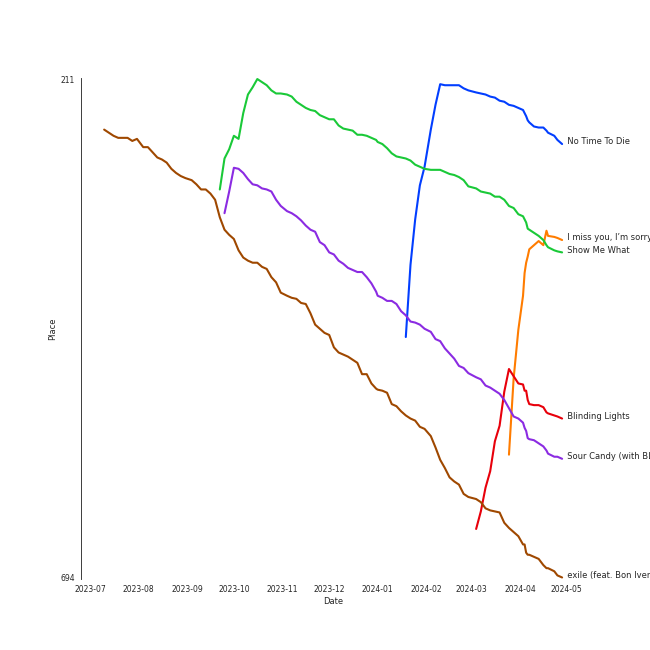 211
No Time To Die
I miss you, I'm sorry
Show Me What
Place
Blinding Lights
Sour Candy (with Bl
exile (feat. Bon Iver
694
2023-07 2023-08 2023-09 2023-10 2023-11 2023-12 2024-01 2024-02 2024-03 2024-04 2024-05
Date